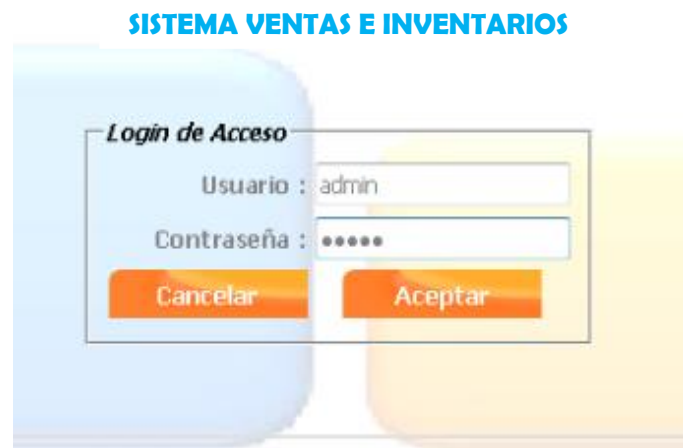 SISTEMA VENTAS E INVENTARIOS
Login de Acceso
Usuario : admin
Contraseña : •••••
Cancelar Aceptar